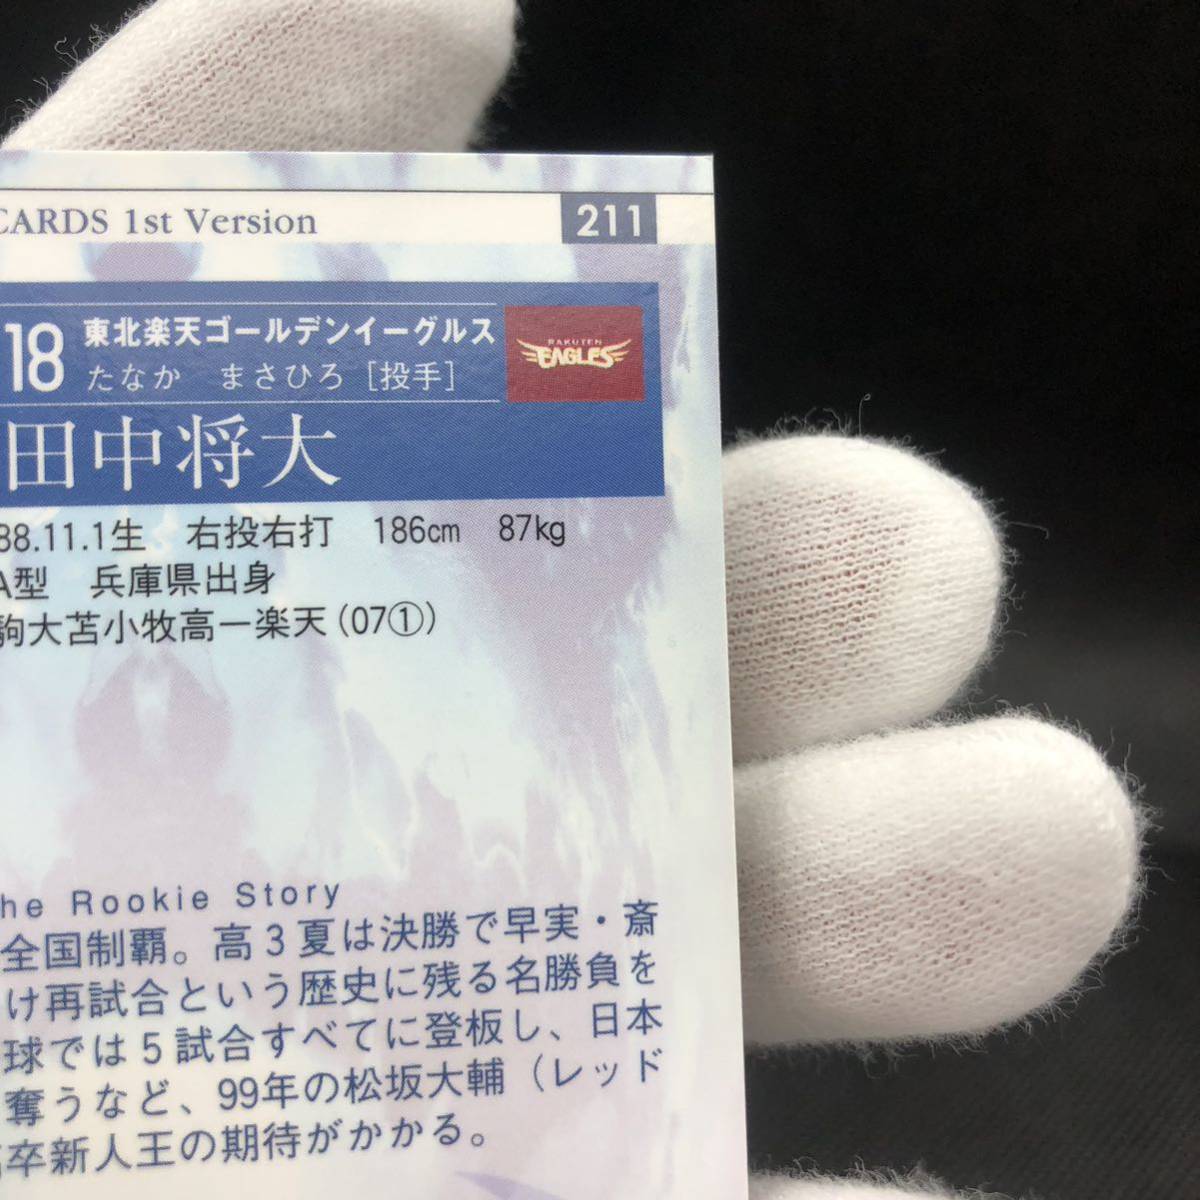 CARDS 1st Version
211
18
東北楽天ゴールデンイーグルス
たなか まさひろ [投手]
RAKUTEN
EAGLES
田中将大
88.11.1生 右投右打 186cm 87kg
A型 兵庫県出身
駒大苫小牧高ー楽天(07①)
he Rookie Story
全国制覇。高3夏は決勝で早実・斎
け再試合という歴史に残る名勝負を
球では5試合すべてに登板し、日本
奪うなど、99年の松坂大輔(レッド
卒新人王の期待がかかる。